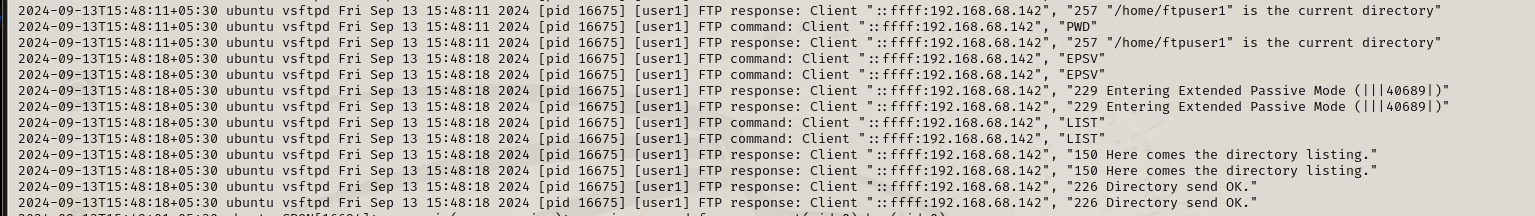 2024-09-13T15:48:11+05:30 ubuntu vsftpd Fri Sep 13 15:48:11 2024 [pid 16675] [user1] FTP response: Client "::ffff:192.168.68.142", "257 "/home/ftpuser1" is the current directory"
2024-09-13T15:48:11+05:30 ubuntu vsftpd Fri Sep 13 15:48:11 2024 [pid 16675] [user1] FTP command: Client "::ffff:192.168.68.142", "PWD"
2024-09-13T15:48:11+05:30 ubuntu vsftpd Fri Sep 13 15:48:11 2024 [pid 16675] [user1] FTP response: Client "::ffff:192.168.68.142", "257 "/home/ftpuser1" is the current directory"
2024-09-13T15:48:18+05:30 ubuntu vsftpd Fri Sep 13 15:48:18 2024 [pid 16675] [user1] FTP command: Client "::ffff:192.168.68.142", "EPSV"
2024-09-13T15:48:18+05:30 ubuntu vsftpd Fri Sep 13 15:48:18 2024 [pid 16675] [user1] FTP command: Client "::ffff:192.168.68.142", "EPSV"
2024-09-13T15:48:18+05:30 ubuntu vsftpd Fri Sep 13 15:48:18 2024 [pid 16675] [user1] FTP response: Client "::ffff:192.168.68.142", "229 Entering Extended Passive Mode (|||40689|)"
2024-09-13T15:48:18+05:30 ubuntu vsftpd Fri Sep 13 15:48:18 2024 [pid 16675] [user1] FTP response: Client "::ffff:192.168.68.142", "229 Entering Extended Passive Mode (|||40689|)"
2024-09-13T15:48:18+05:30 ubuntu vsftpd Fri Sep 13 15:48:18 2024 [pid 16675] [user1] FTP command: Client "::ffff:192.168.68.142", "LIST"
2024-09-13T15:48:18+05:30 ubuntu vsftpd Fri Sep 13 15:48:18 2024 [pid 16675] [user1] FTP command: Client "::ffff:192.168.68.142", "LIST"
2024-09-13T15:48:18+05:30 ubuntu vsftpd Fri Sep 13 15:48:18 2024 [pid 16675] [user1] FTP response: Client "::ffff:192.168.68.142", "150 Here comes the directory listing."
2024-09-13T15:48:18+05:30 ubuntu vsftpd Fri Sep 13 15:48:18 2024 [pid 16675] [user1] FTP response: Client "::ffff:192.168.68.142", "150 Here comes the directory listing."
2024-09-13T15:48:18+05:30 ubuntu vsftpd Fri Sep 13 15:48:18 2024 [pid 16675] [user1] FTP response: Client "::ffff:192.168.68.142", "226 Directory send OK."
2024-09-13T15:48:18+05:30 ubuntu vsftpd Fri Sep 13 15:48:18 2024 [pid 16675] [user1] FTP response: Client "::ffff:192.168.68.142", "226 Directory send OK."